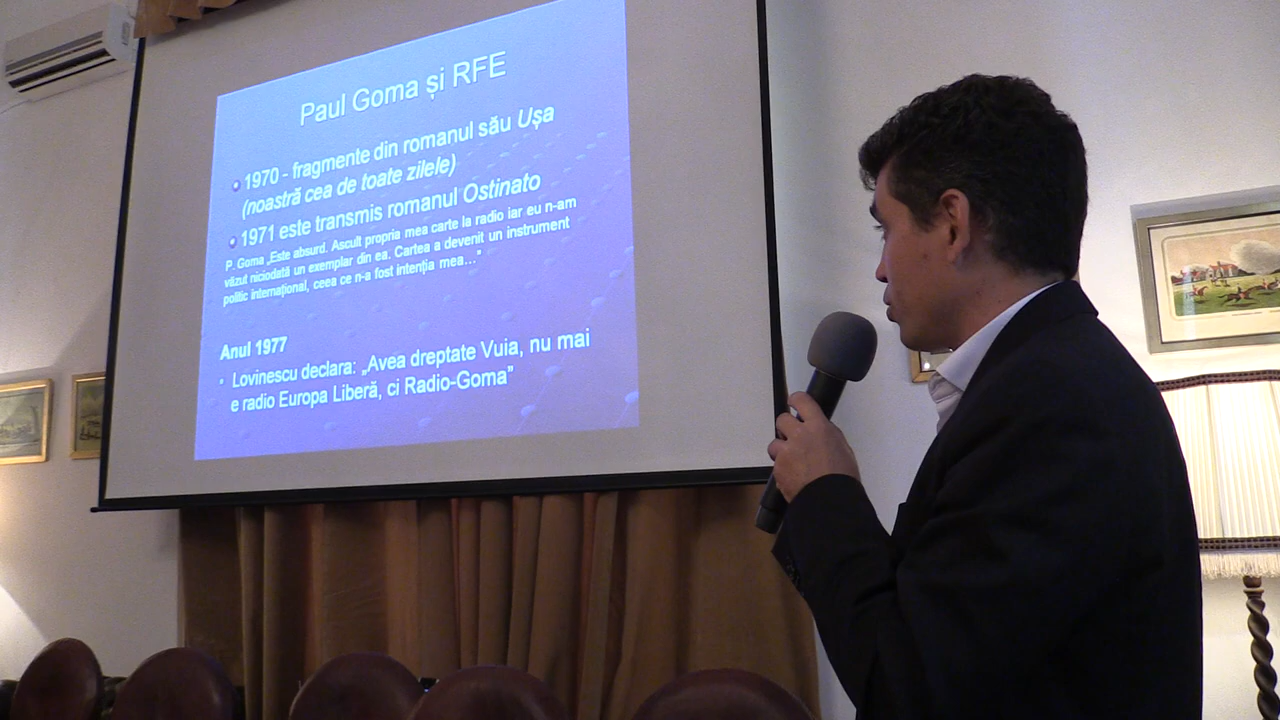 Paul Goma și RFE
1970 - fragmente din romanul său Ușa
(noastră cea de toate zilele)
1971 este transmis romanul Ostinato
P. Goma „Este absurd. Ascult propria mea carte la radio iar eu n-am
văzut niciodată un exemplar din ea. Cartea a devenit un instrument
politic internațional, ceea ce n-a fost intenția mea…”
Anul 1977
Lovinescu declara: „Avea dreptate Vuia, nu mai
e radio Europa Liberă, ci Radio-Goma”